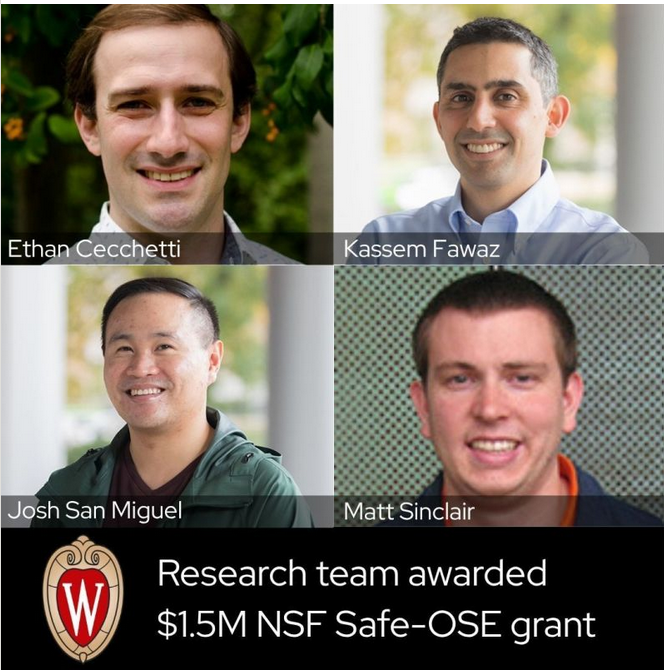 Ethan Cecchetti
Kassem Fawaz
Josh San Miguel
Matt Sinclair
W
Research team awarded
$1.5M NSF Safe-OSE grant